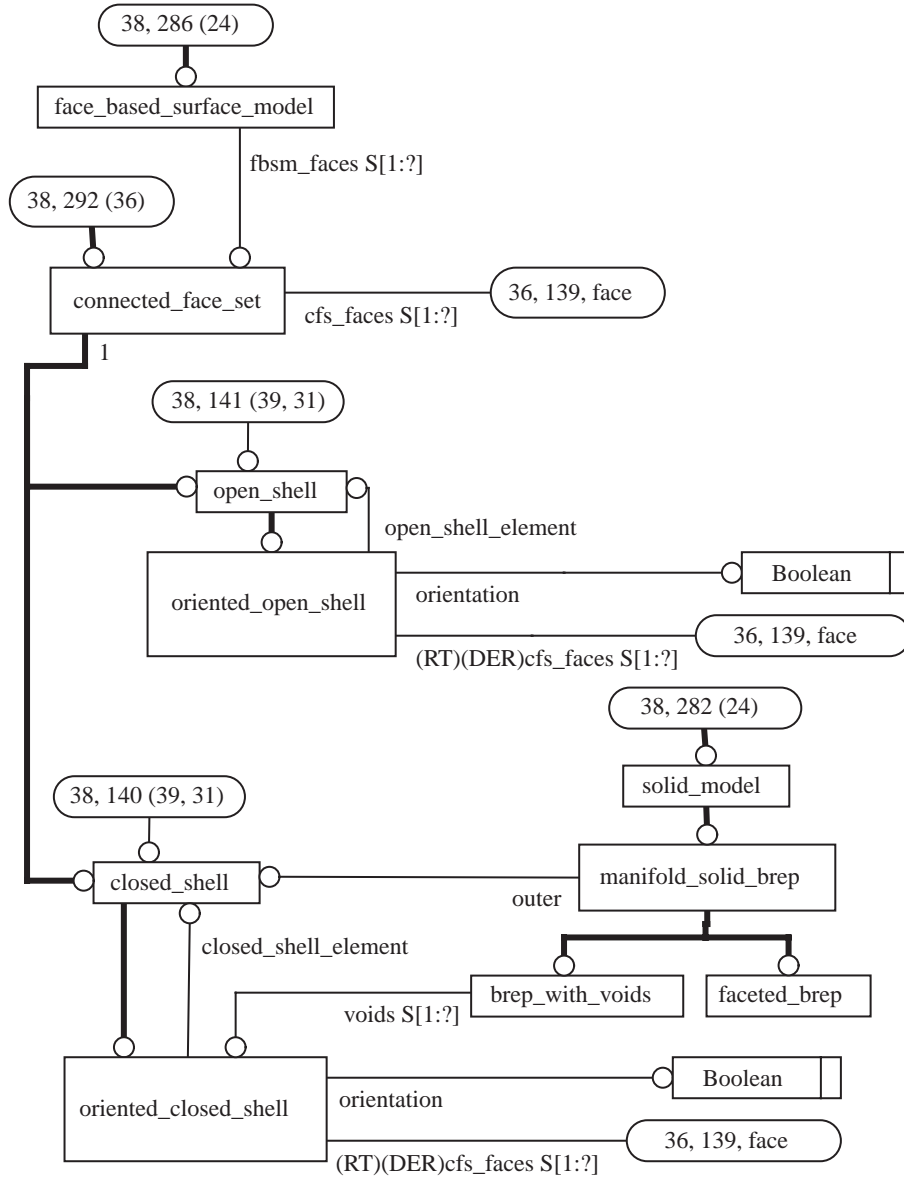 38, 286 (24)
face_based_surface_model
fbsm_faces S[1:?]
38, 292 (36)
connected_face_set
cfs_faces S[1:?]
36, 139, face
1
38, 141 (39, 31)
open_shell
open_shell_element
oriented_open_shell
orientation
Boolean
(RT)(DER)cfs_faces S[1:?]
36, 139, face
38, 282 (24)
solid_model
38, 140 (39, 31)
closed_shell
outer
manifold_solid_brep
closed_shell_element
voids S[1:?]
brep_with_voids
faceted_brep
oriented_closed_shell
orientation
Boolean
(RT)(DER)cfs_faces S[1:?]
36, 139, face